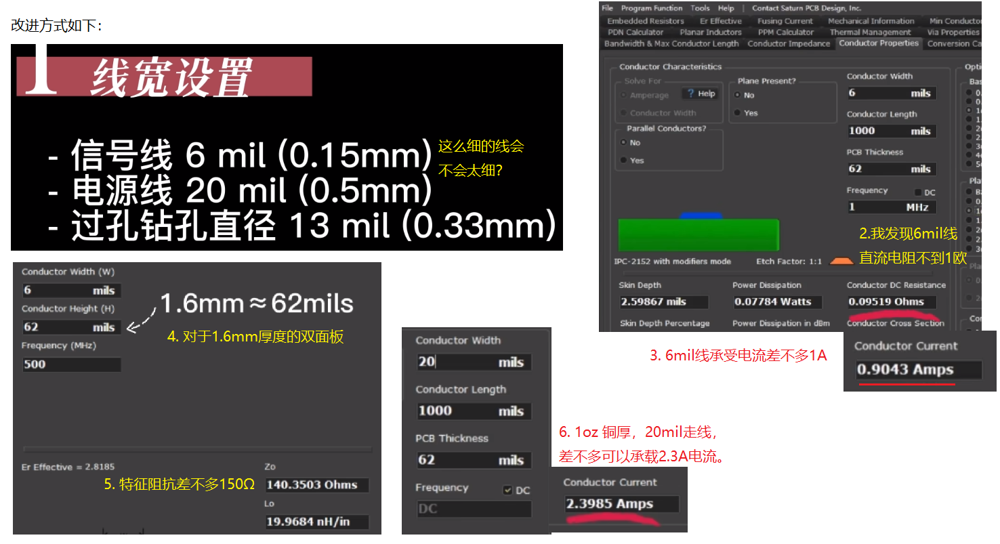 改进方式如下：
1 线宽设置
- 信号线 6 mil (0.15mm)
- 电源线 20 mil (0.5mm)
- 过孔钻孔直径 13 mil (0.33mm)
这么细的线会
不会太细？
File Program Function Tools Help | Contact Saturn PCB Design, Inc.
Embedded Resistors Er Effective Fusing Current Mechanical Information Min Conductor
PDN Calculator Planar Inductors PPM Calculator Thermal Management Via Properties
Bandwidth & Max Conductor Length Conductor Impedance Conductor Properties Conversion Ca
Conductor Characteristics
Solve For
Amperage
? Help
Conductor Width
Plane Present?
No
Yes
Parallel Conductors?
No
Yes
Conductor Width
6 mils
Conductor Length
1000 mils
PCB Thickness
62 mils
Frequency DC
1 MHz
Opti
Bas
Pla
2.我发现6mil线
直流电阻不到1欧
IPC-2152 with modifiers mode Etch Factor: 1:1
Skin Depth
2.59867 mils
Power Dissipation
0.07784 Watts
Conductor DC Resistance
0.09519 Ohms
Skin Depth Percentage Power Dissipation in dBm Conductor Cross Section
3. 6mil线承受电流差不多1A
Conductor Current
0.9043 Amps
Conductor Width (W)
6 mils
Conductor Height (H)
62 mils
Frequency (MHz)
500
1.6mm≈62mils
4. 对于1.6mm厚度的双面板
Er Effective = 2.8185
5. 特征阻抗差不多150Ω
Zo
140.3503 Ohms
Lo
19.9684 nH/in
Conductor Width
20 mils
Conductor Length
1000 mils
PCB Thickness
62 mils
Frequency DC
DC
6. 1oz 铜厚，20mil走线，
差不多可以承载2.3A电流。
Conductor Current
2.3985 Amps